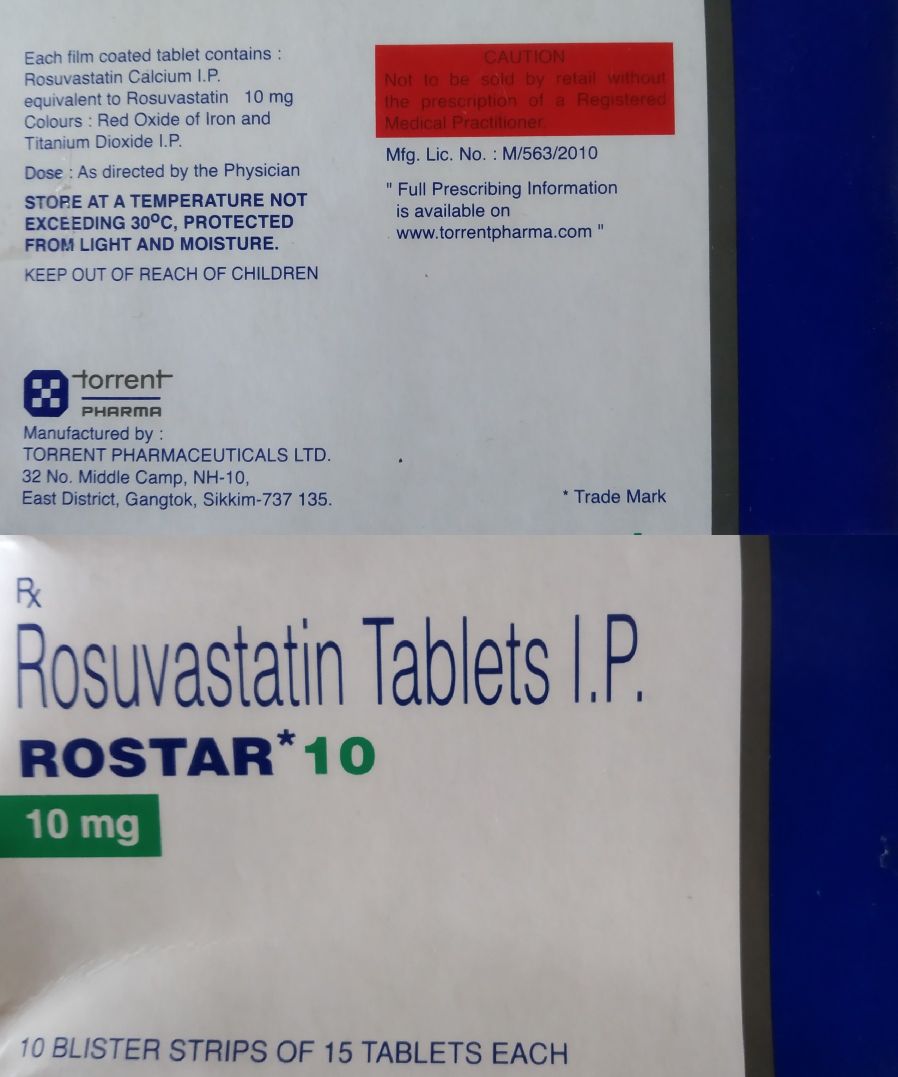 Each film coated tablet contains :
Rosuvastatin Calcium I.P.
equivalent to Rosuvastatin 10 mg
Colours : Red Oxide of Iron and
Titanium Dioxide I.P.
Dose : As directed by the Physician
STORE AT A TEMPERATURE NOT
EXCEEDING 30ºC, PROTECTED
FROM LIGHT AND MOISTURE.
KEEP OUT OF REACH OF CHILDREN
CAUTION
Not to be sold by retail without
the prescription of a Registered
Medical Practitioner.
Mfg. Lic. No. : M/563/2010
" Full Prescribing Information
is available on
www.torrentpharma.com "
torrent
PHARMA
Manufactured by :
TORRENT PHARMACEUTICALS LTD.
32 No. Middle Camp, NH-10,
East District, Gangtok, Sikkim-737 135.
* Trade Mark
Rx
Rosuvastatin Tablets I.P.
ROSTAR* 10
10 mg
10 BLISTER STRIPS OF 15 TABLETS EACH